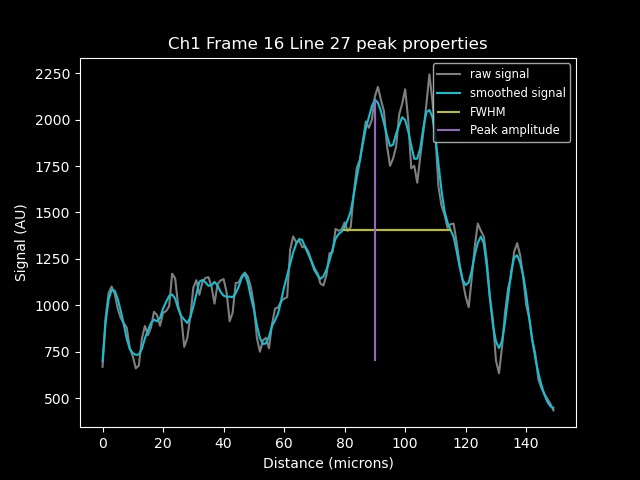 Ch1 Frame 16 Line 27 peak properties
raw signal
smoothed signal
FWHM
Peak amplitude
Signal (AU)
2250
2000
1750
1500
1250
1000
750
500
0 20 40 60 80 100 120 140
Distance (microns)